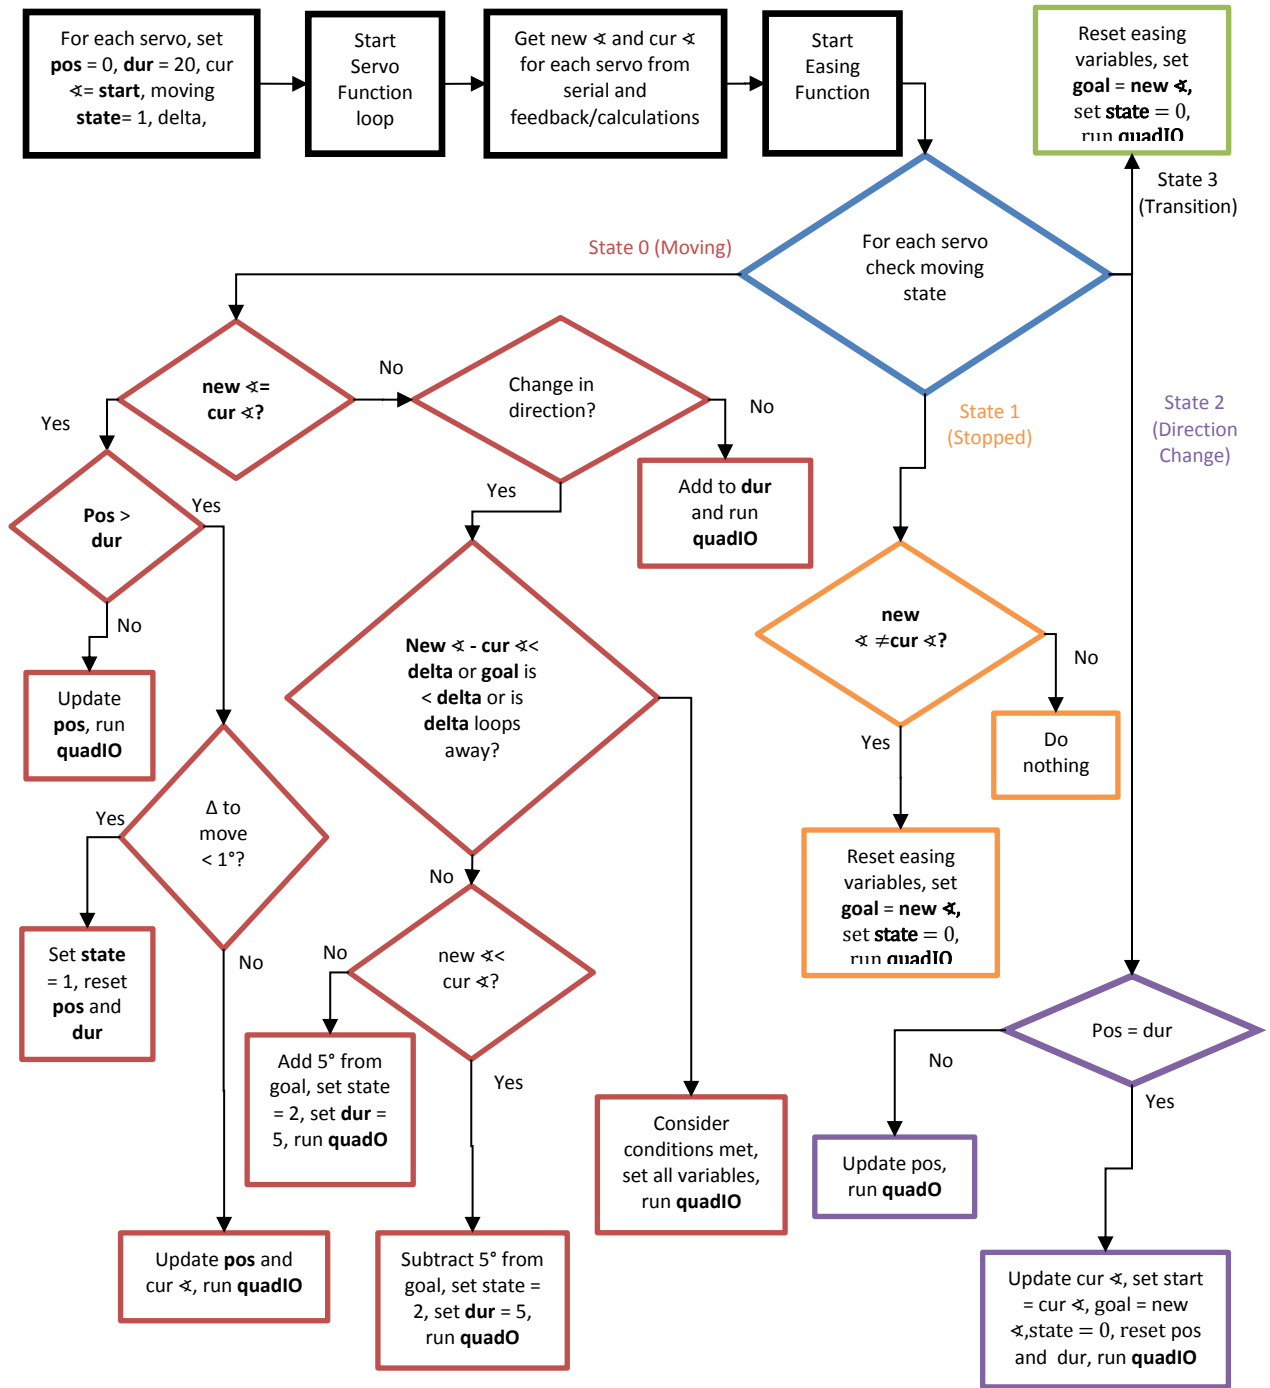 For each servo, set
pos = 0, dur = 20, cur
∢= start, moving
state= 1, delta,
Start
Servo
Function
loop
Get new ∢ and cur ∢
for each servo from
serial and
feedback/calculations
Start
Easing
Function
Reset easing
variables, set
goal = new ∢,
set state = 0,
run quadIO
State 3
(Transition)
State 0 (Moving)
For each servo
check moving
state
new ∢=
cur ∢?
No
Change in
direction?
Yes
No
State 1
(Stopped)
State 2
(Direction
Change)
Pos >
dur
Yes
Yes
Add to dur
and run
quadIO
No
New ∢ - cur ∢<
delta or goal is
< delta or is
delta loops
away?
new
∢ ≠cur ∢?
No
Update
pos, run
quadIO
Do
nothing
Yes
Δ to
move
< 1°?
Yes
No
Reset easing
variables, set
goal = new ∢,
set state = 0,
run quadIO
Set state
= 1, reset
pos and
dur
No
No
new ∢<
cur ∢?
Pos = dur
No
Yes
Add 5° from
goal, set state
= 2, set dur =
5, run quadO
Yes
Consider
conditions met,
set all variables,
run quadIO
Update pos,
run quadO
Update pos and
cur ∢, run quadIO
Subtract 5° from
goal, set state =
2, set dur = 5,
run quadO
Update cur ∢, set start
= cur ∢, goal = new
∢,state = 0, reset pos
and dur, run quadIO